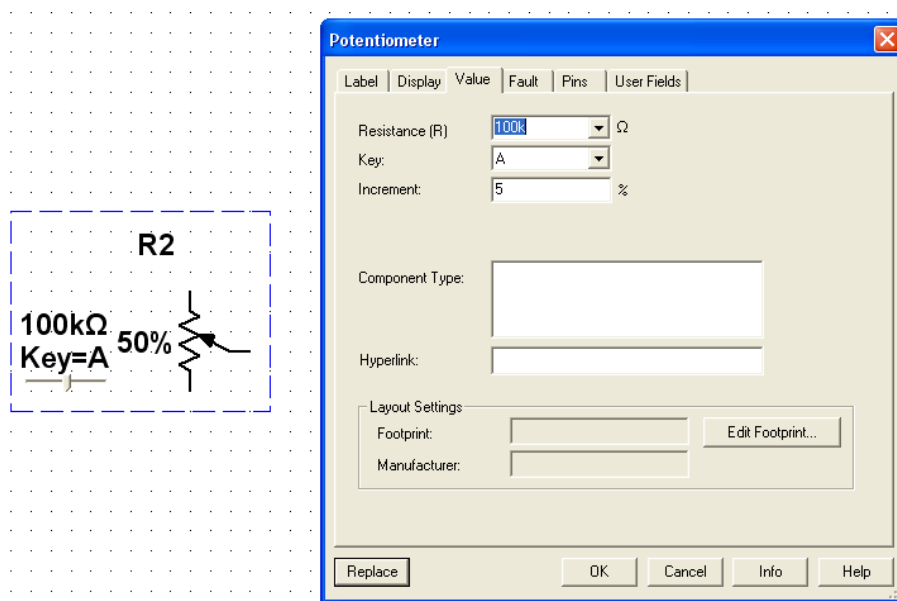 R2
100kΩ
50%
Key=A
Potentiometer
Label Display Value Fault Pins User Fields
Resistance (R) 100k Ω
Key: A
Increment: 5 %
Component Type:
Hyperlink:
Layout Settings
Footprint:
Edit Footprint...
Manufacturer:
Replace OK Cancel Info Help